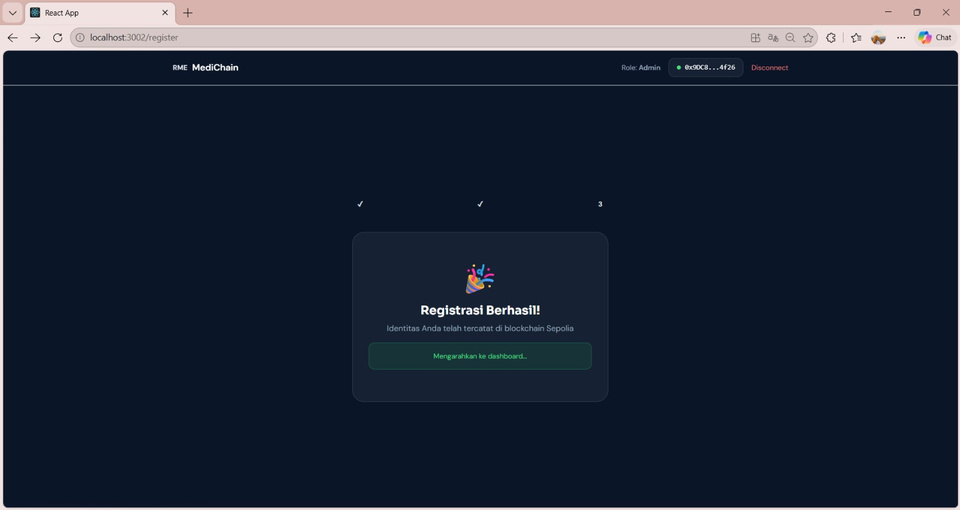 React App
localhost:3002/register
Chat
RME MediChain
Role: Admin
0x9DC8...4f26
Disconnect
✓ ✓ 3
Registrasi Berhasil!
Identitas Anda telah tercatat di blockchain Sepolia
Mengarahkan ke dashboard...